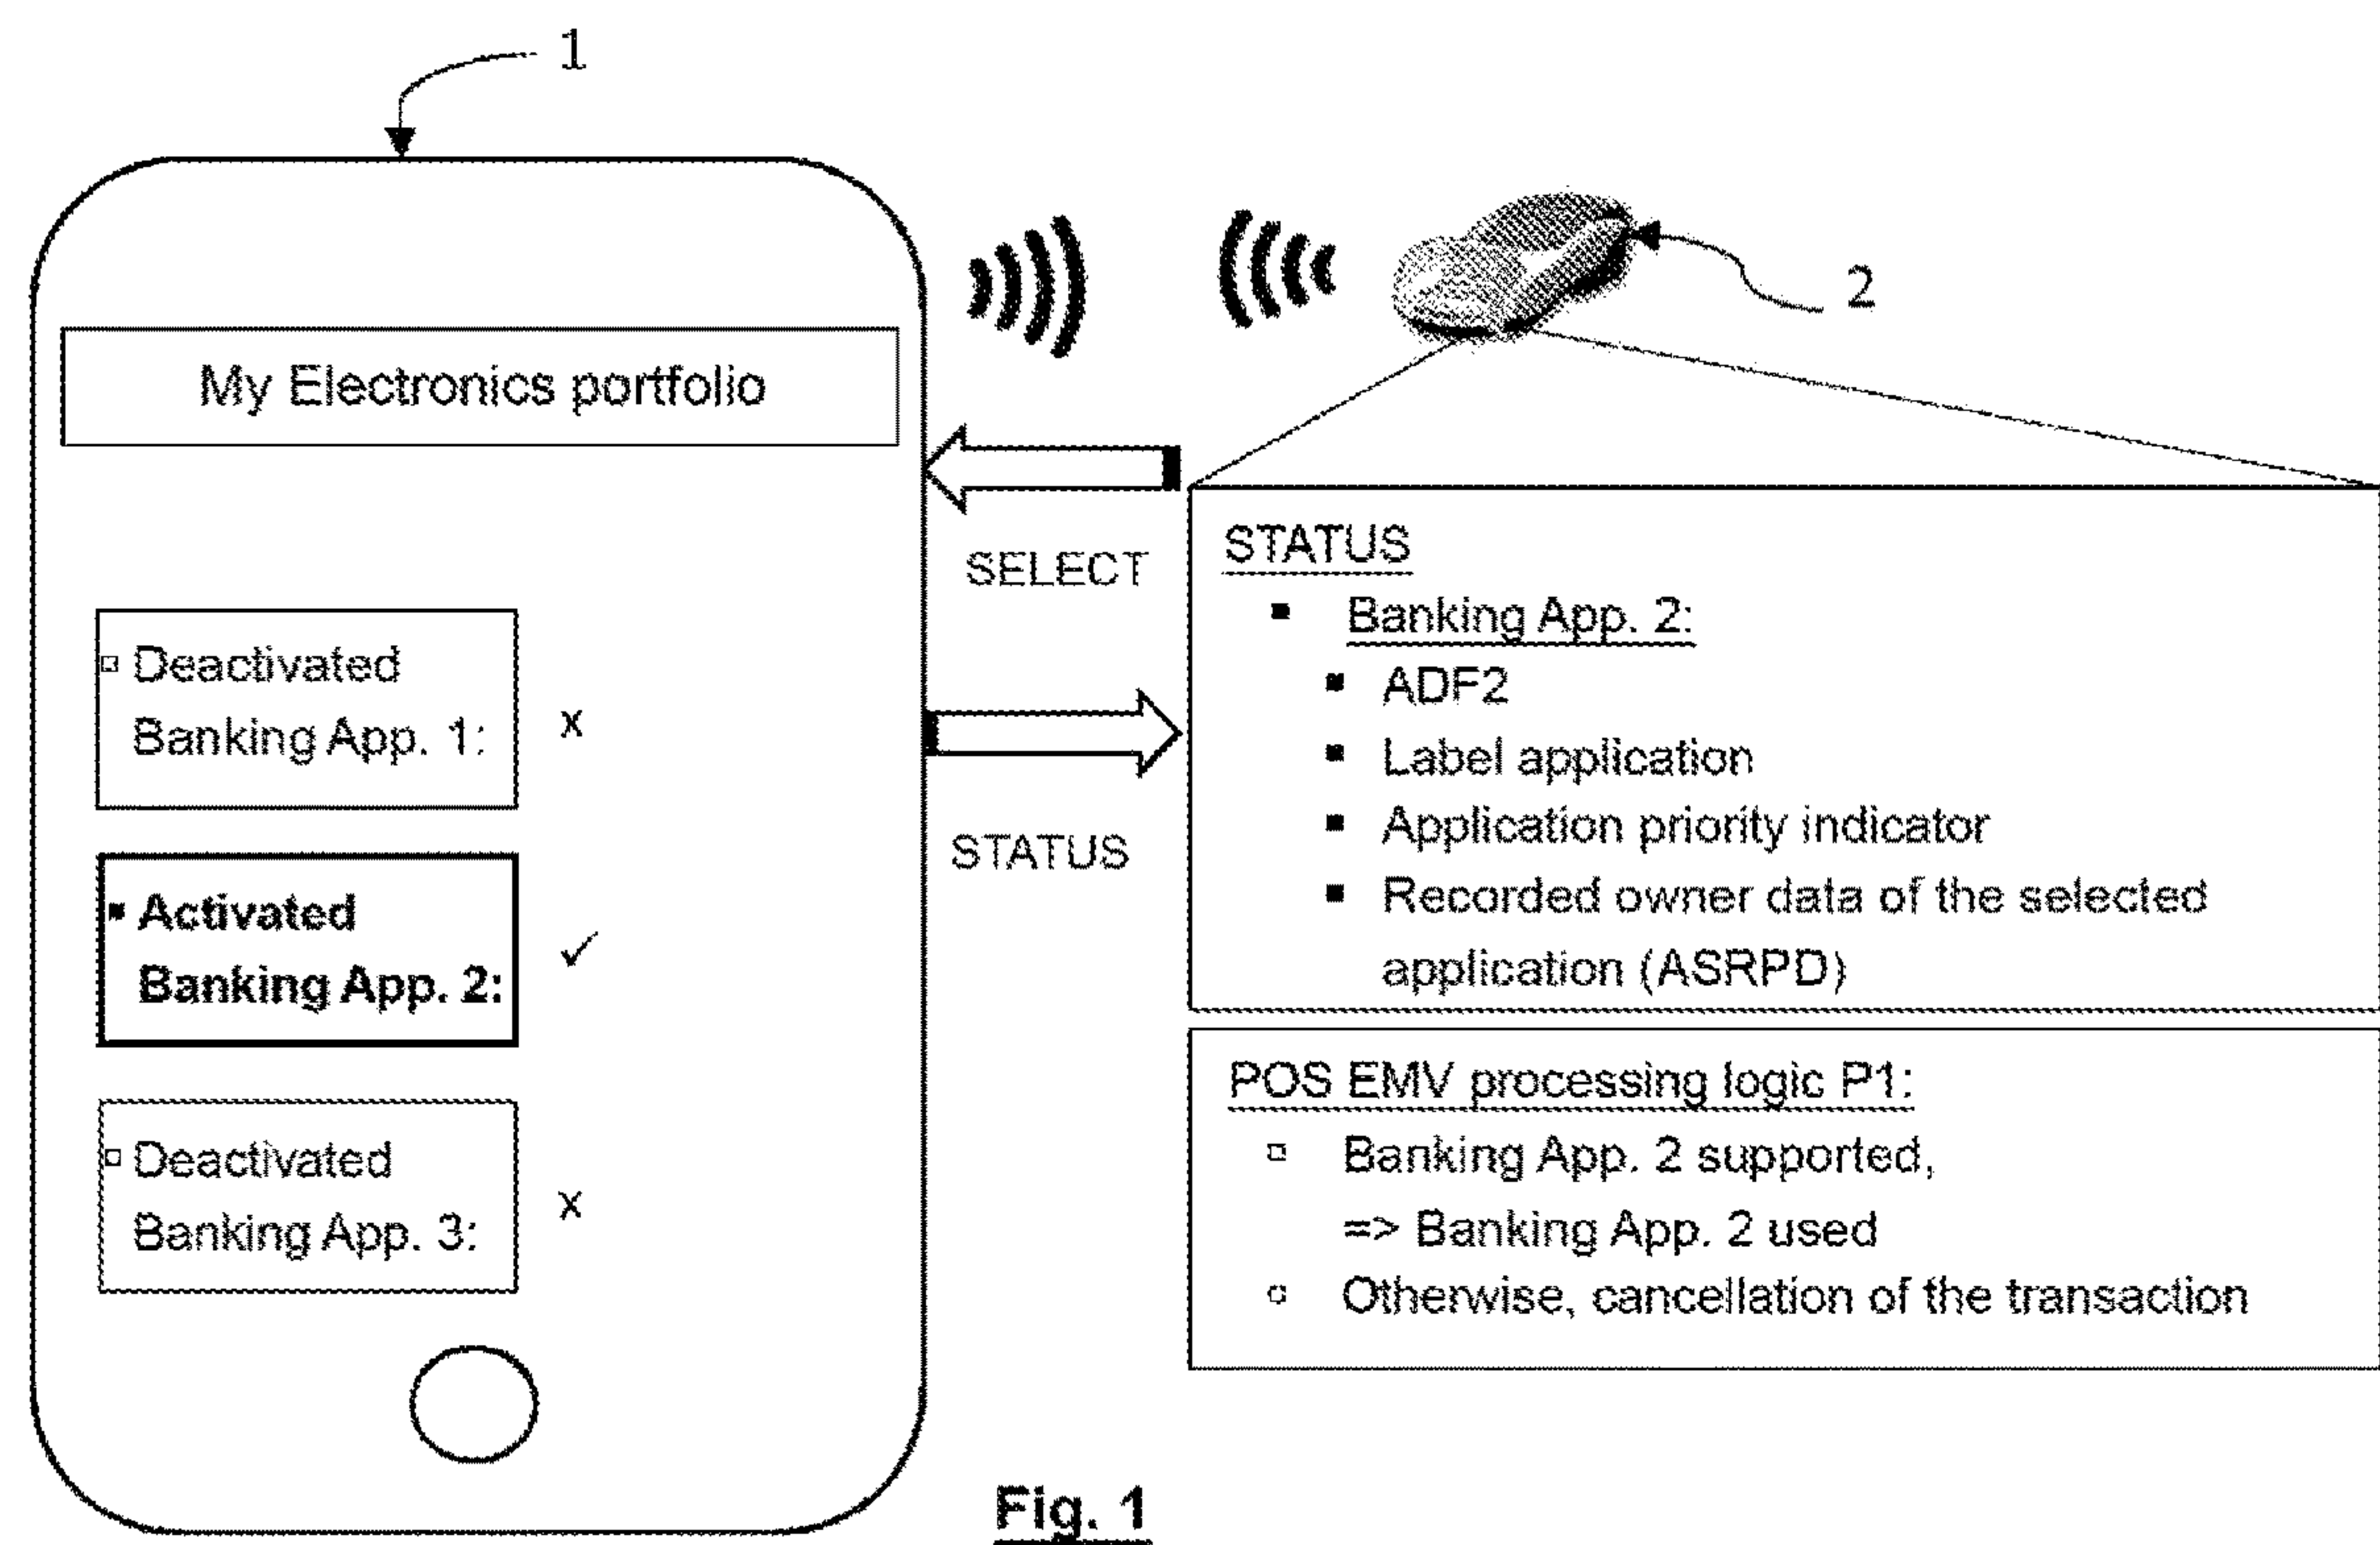 1
2
My Electronics portfolio
▫ Deactivated
Banking App. 1:
x
▪ Activated
Banking App. 2:
✓
▫ Deactivated
Banking App. 3:
x
SELECT
STATUS
STATUS
▪ Banking App. 2:
▪ ADF2
▪ Label application
▪ Application priority indicator
▪ Recorded owner data of the selected
application (ASRPD)
POS EMV processing logic P1:
▫ Banking App. 2 supported,
=> Banking App. 2 used
▫ Otherwise, cancellation of the transaction
Fig. 1